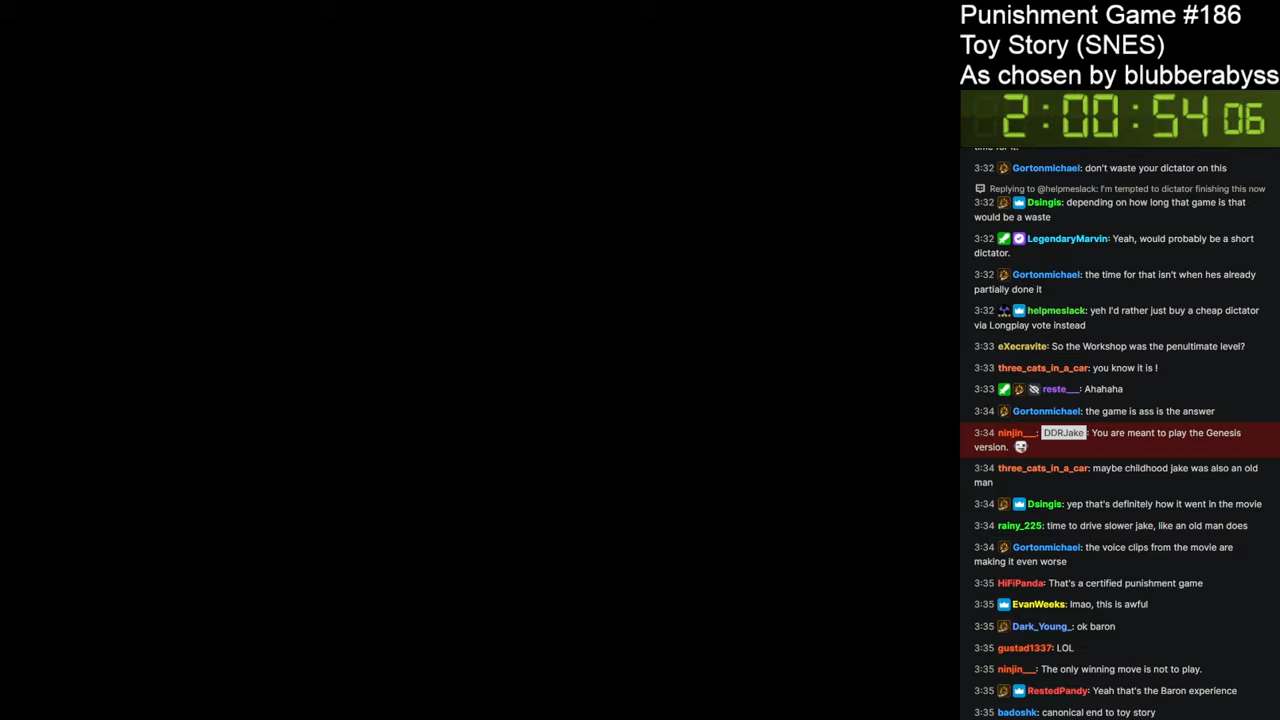 Punishment Game #186
Toy Story (SNES)
As chosen by blubberabyss
2:00:54 06
time for it.
3:32 Gortonmichael: don't waste your dictator on this
Replying to @helpmeslack: I'm tempted to dictator finishing this now
3:32 Dsingis: depending on how long that game is that
would be a waste
3:32 LegendaryMarvin: Yeah, would probably be a short
dictator.
3:32 Gortonmichael: the time for that isn't when hes already
partially done it
3:32 helpmeslack: yeh I'd rather just buy a cheap dictator
via Longplay vote instead
3:33 eXecravite: So the Workshop was the penultimate level?
3:33 three_cats_in_a_car: you know it is !
3:33 reste___: Ahahaha
3:34 Gortonmichael: the game is ass is the answer
3:34 ninjin___: DDRJake : You are meant to play the Genesis
version.
3:34 three_cats_in_a_car: maybe childhood jake was also an old
man
3:34 Dsingis: yep that's definitely how it went in the movie
3:34 rainy_225: time to drive slower jake, like an old man does
3:34 Gortonmichael: the voice clips from the movie are
making it even worse
3:35 HiFiPanda: That's a certified punishment game
3:35 EvanWeeks: lmao, this is awful
3:35 Dark_Young_: ok baron
3:35 gustad1337: LOL
3:35 ninjin___: The only winning move is not to play.
3:35 RestedPandy: Yeah that's the Baron experience
3:35 badoshk: canonical end to toy story